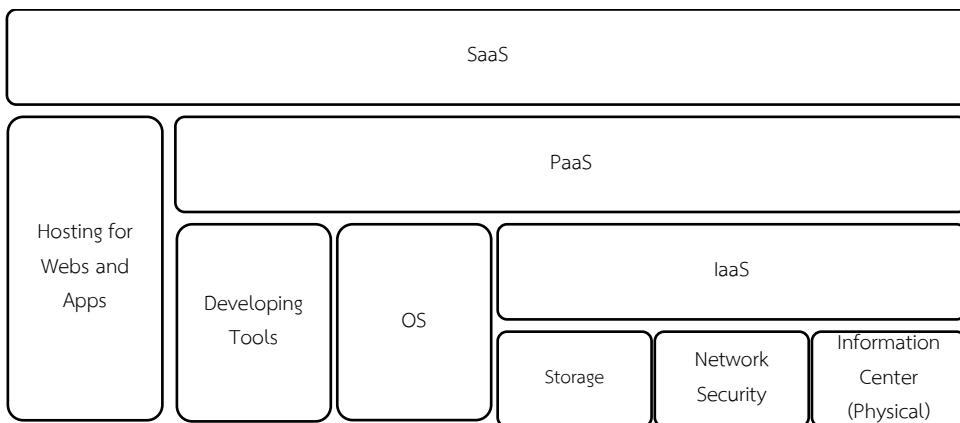 SaaS
PaaS
Hosting for
Webs and
Apps
Developing
Tools
OS
IaaS
Storage
Network
Security
Information
Center
(Physical)